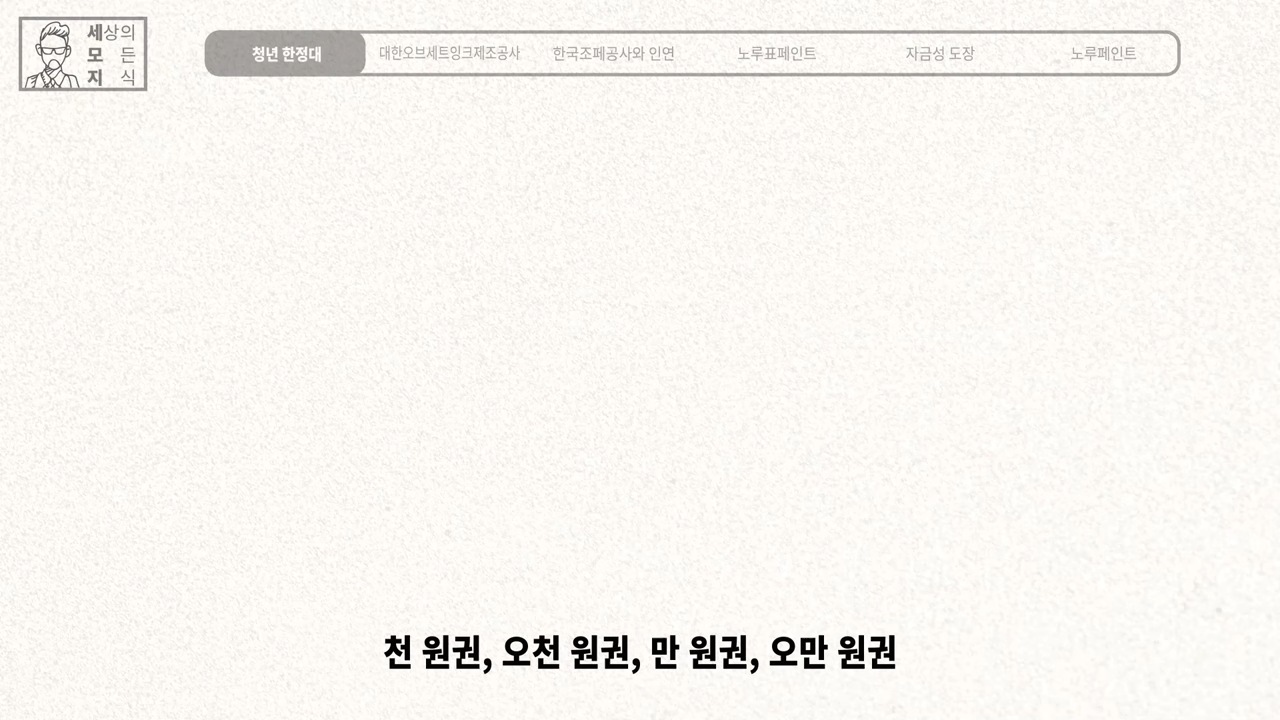 세상의
모든
지식
청년 한정대 대한오브세트잉크제조공사 한국조폐공사와 인연 노루표페인트 자금성 도장 노루페인트
천 원권, 오천 원권, 만 원권, 오만 원권